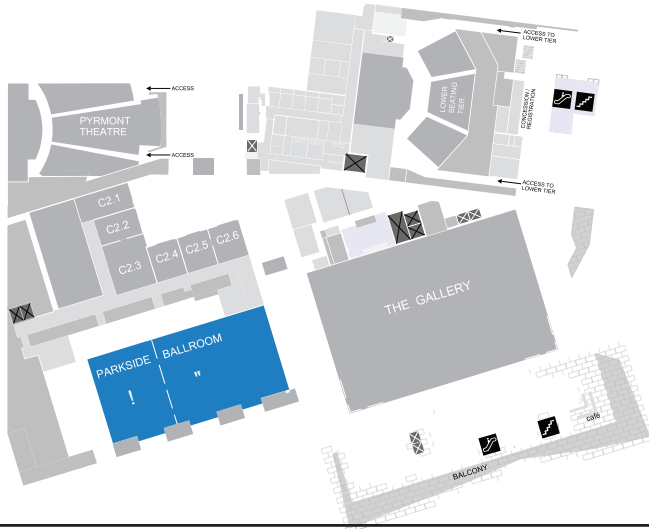 ACCESS TO
LOWER TIER
ACCESS
PYRMONT
THEATRE
LOWER
SEATING
TIER
CONCESSION /
REGISTRATION
ACCESS
ACCESS TO
LOWER TIER
C2.1
C2.2
C2.3
C2.4
C2.5
C2.6
THE GALLERY
PARKSIDE
BALLROOM
!
"
café
BALCONY